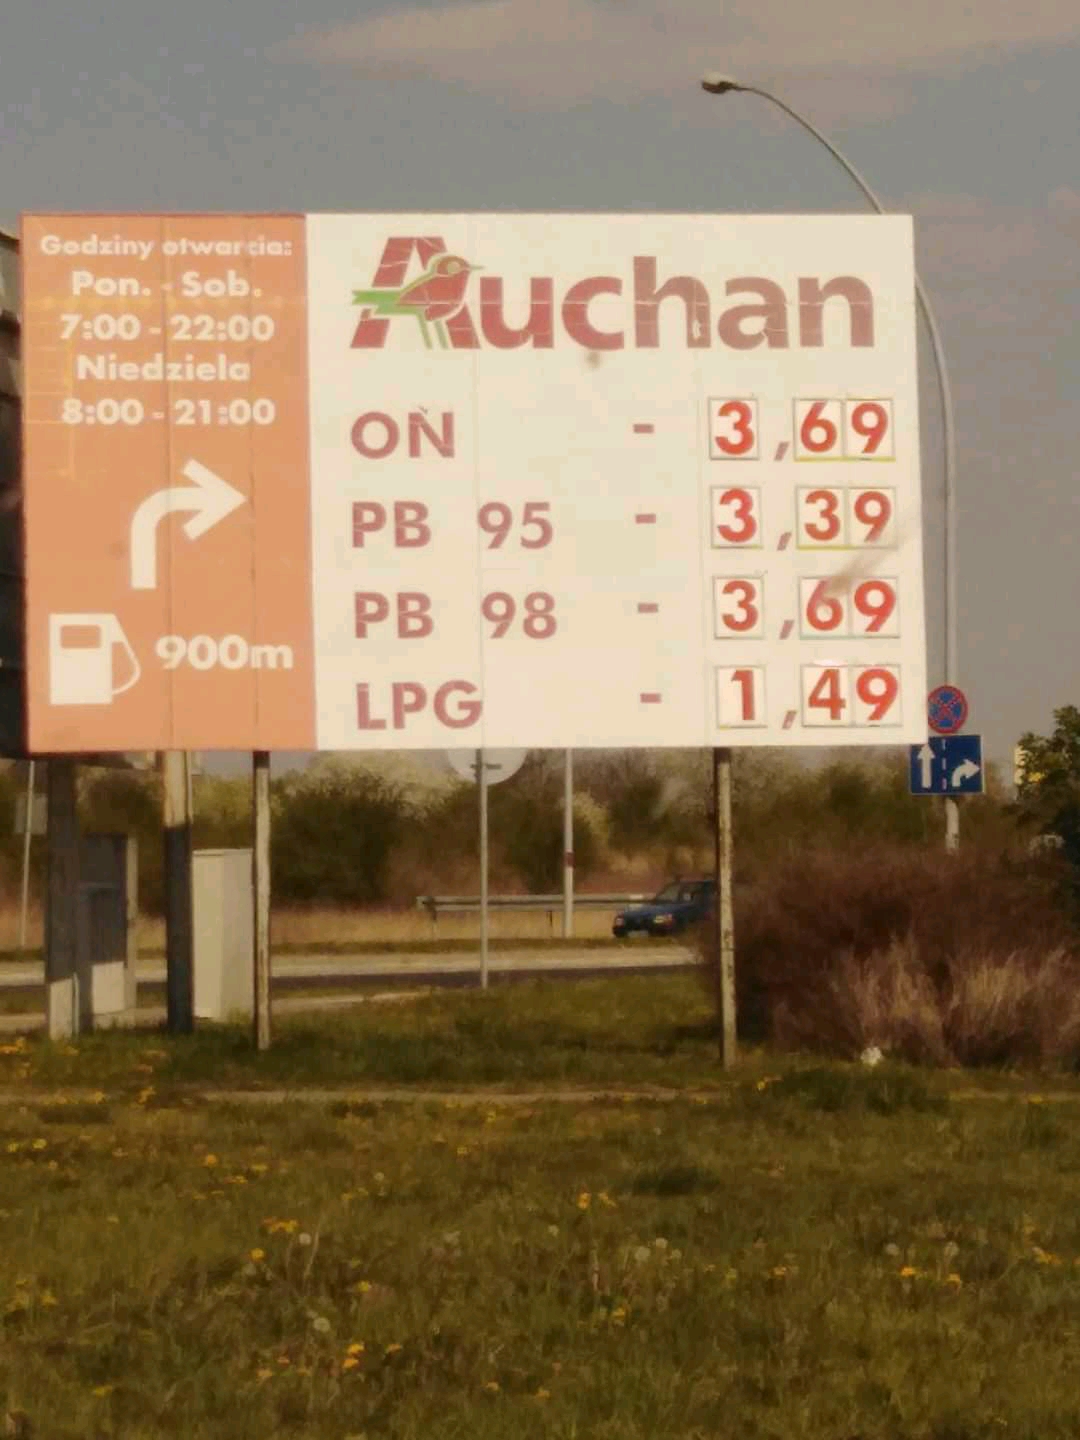 Godziny otwarcia:
Pon. - Sob.
7:00 - 22:00
Niedziela
8:00 - 21:00
900m
Auchan
ON - 3,69
PB 95 - 3,39
PB 98 - 3,69
LPG - 1,49